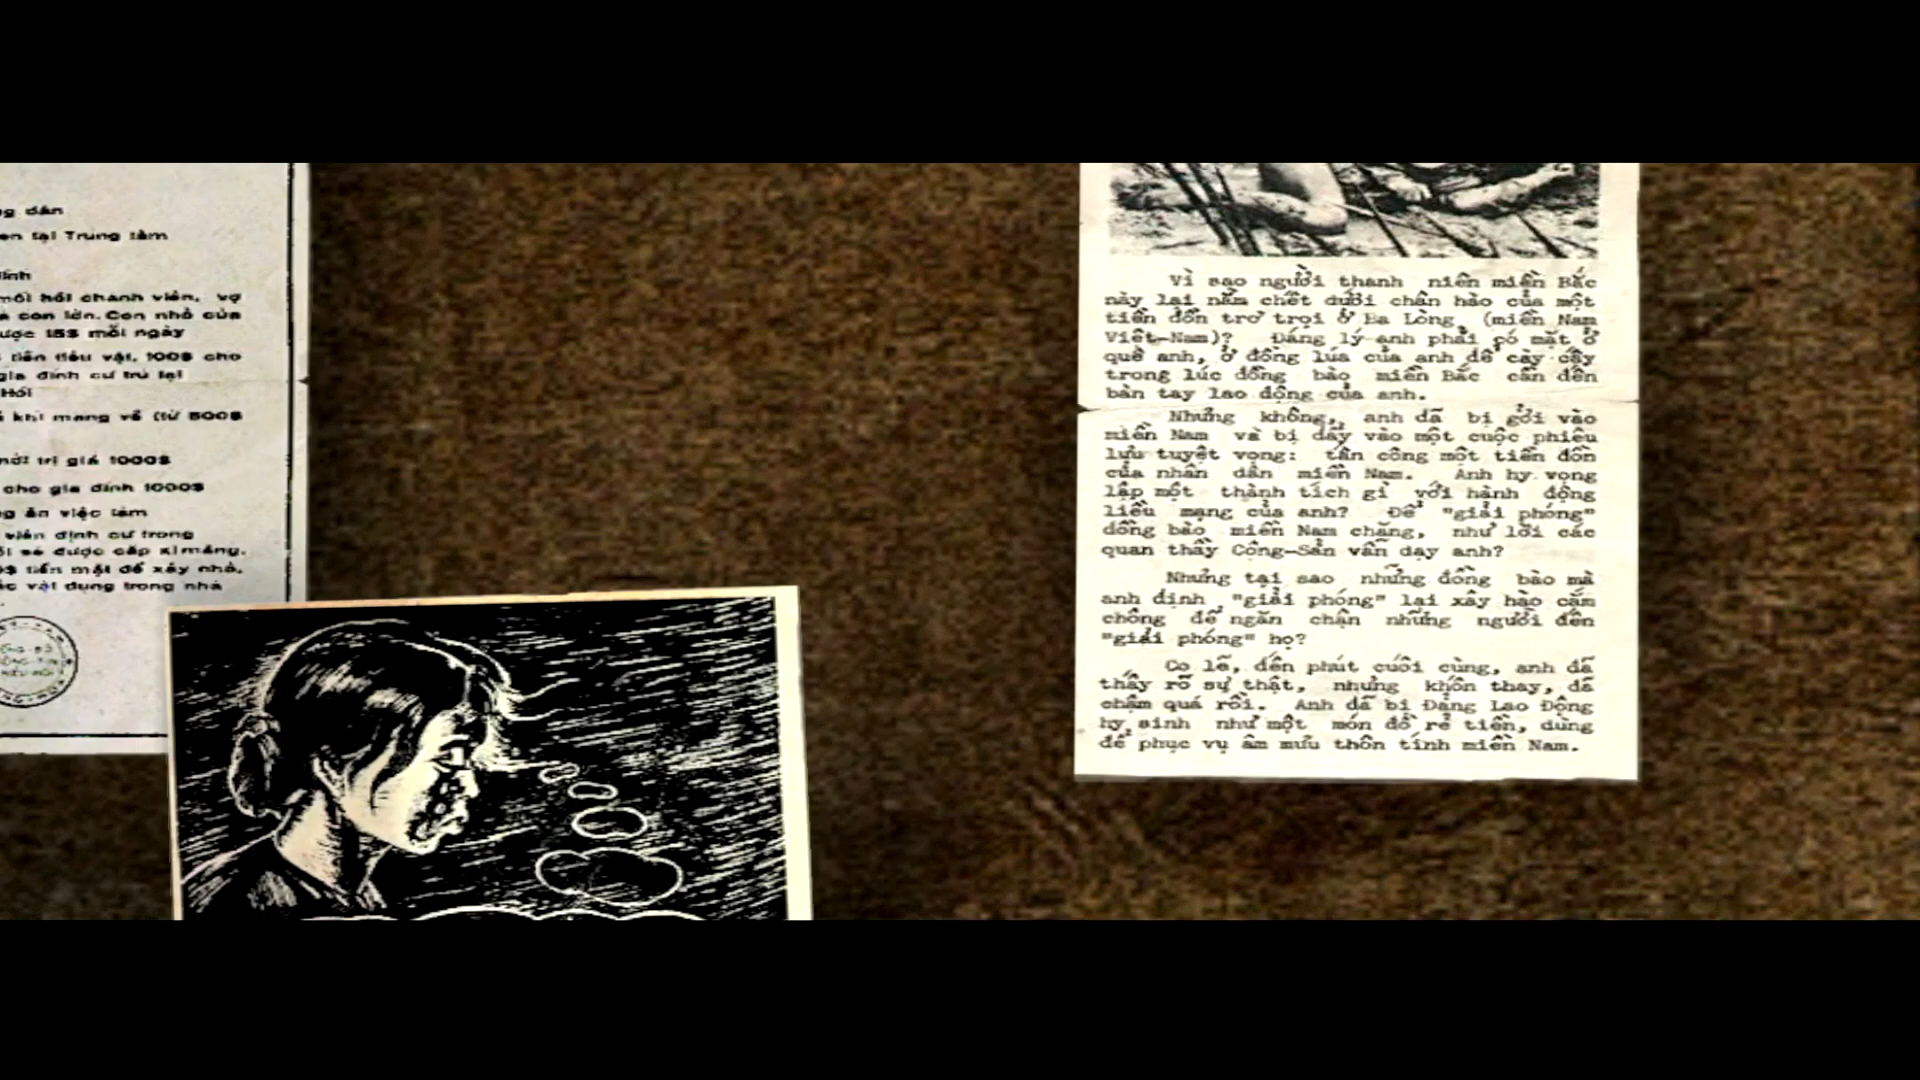 ng dân
en tại Trung tâm
đình
mỗi hồi chánh viên, vợ
à con lớn. Con nhỏ của
ược 15$ mỗi ngày
tiền tiêu vặt, 100$ cho
gia đình cư trú tại
Hồi
khí mang về (từ 500$
trị giá 1000$
cho gia đình 1000$
ng ăn việc làm
viên định cư trong
sẽ được cấp ximăng,
$ tiền mặt để xây nhà,
ác vật dụng trong nhà
Vì sao người thanh niên miền Bắc
này lại nằm chết dưới chân hào của một
tiền đồn trơ trọi ở Ba Lòng, (miền Nam
Việt-Nam)? Đáng lý anh phải có mặt ở
quê anh, ở đồng lúa của anh để cày cấy
trong lúc đồng bào miền Bắc cần đến
bàn tay lao động của anh.
Nhưng không, anh đã bị gởi vào
miền Nam và bị đẩy vào một cuộc phiêu
lưu tuyệt vọng: tấn công một tiền đồn
của nhân dân miền Nam. Anh hy vọng
lập một thành tích gì với hành động
liều mạng của anh? Để "giải phóng"
đồng bào miền Nam chăng, như lời các
quan thầy Cộng-Sản vẫn dạy anh?
Nhưng tại sao những đồng bào mà
anh định "giải phóng" lại xây hào cắm
chông để ngăn chận những người đến
"giải phóng" họ?
Co lẽ, đến phút cuối cùng, anh đã
thấy rõ sự thật, nhưng khốn thay, đã
chậm quá rồi. Anh đã bị Đảng Lao Động
hy sinh như một món đồ rẻ tiền, dùng
để phục vụ âm mưu thôn tính miền Nam.